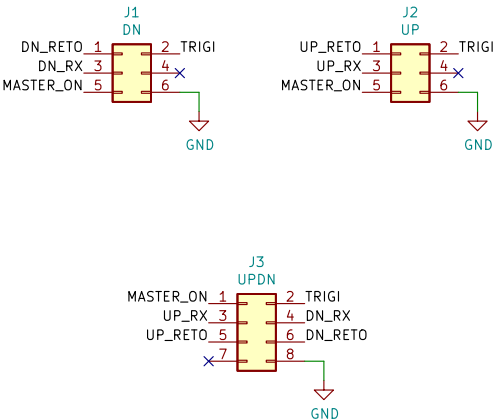 J1
DN
DN_RETO 1 2 TRIGI
DN_RX 3 4
MASTER_ON 5 6
GND
J2
UP
UP_RETO 1 2 TRIGI
UP_RX 3 4
MASTER_ON 5 6
GND
J3
UPDN
MASTER_ON 1 2 TRIGI
UP_RX 3 4 DN_RX
UP_RETO 5 6 DN_RETO
7 8
GND